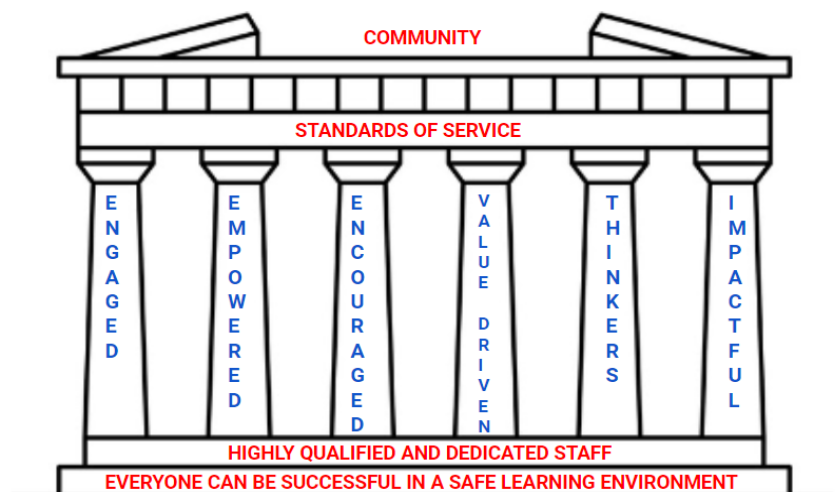 COMMUNITY
STANDARDS OF SERVICE
ENGAGED
EMPOWERED
ENCOURAGED
VALUE DRIVEN
THINKERS
IMPACTFUL
HIGHLY QUALIFIED AND DEDICATED STAFF
EVERYONE CAN BE SUCCESSFUL IN A SAFE LEARNING ENVIRONMENT